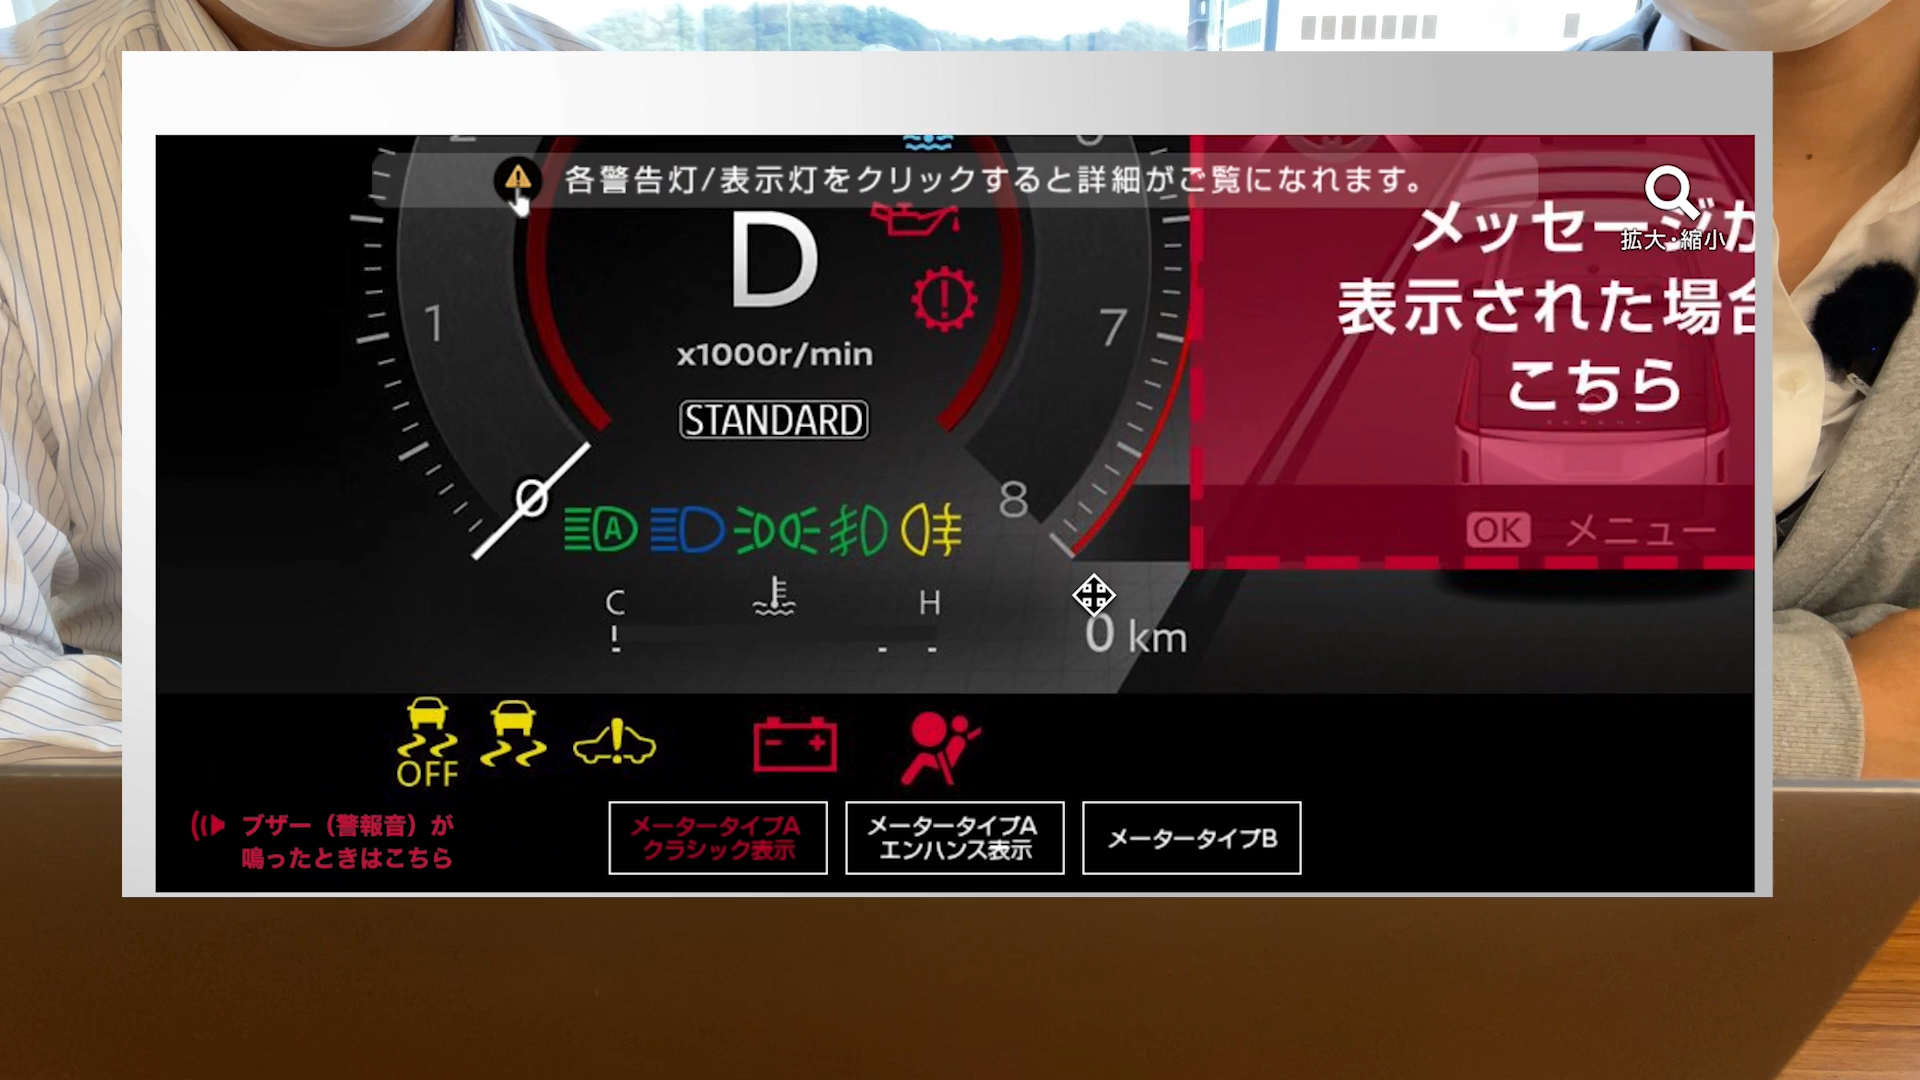 各警告灯/表示灯をクリックすると詳細がご覧になれます。
拡大・縮小
メッセージが
表示された場合
こちら
OK メニュー
D
x1000r/min
STANDARD
1
7
0
8
A
C
H
0 km
OFF
ブザー（警報音）が
鳴ったときはこちら
メータータイプA
クラシック表示
メータータイプA
エンハンス表示
メータータイプB